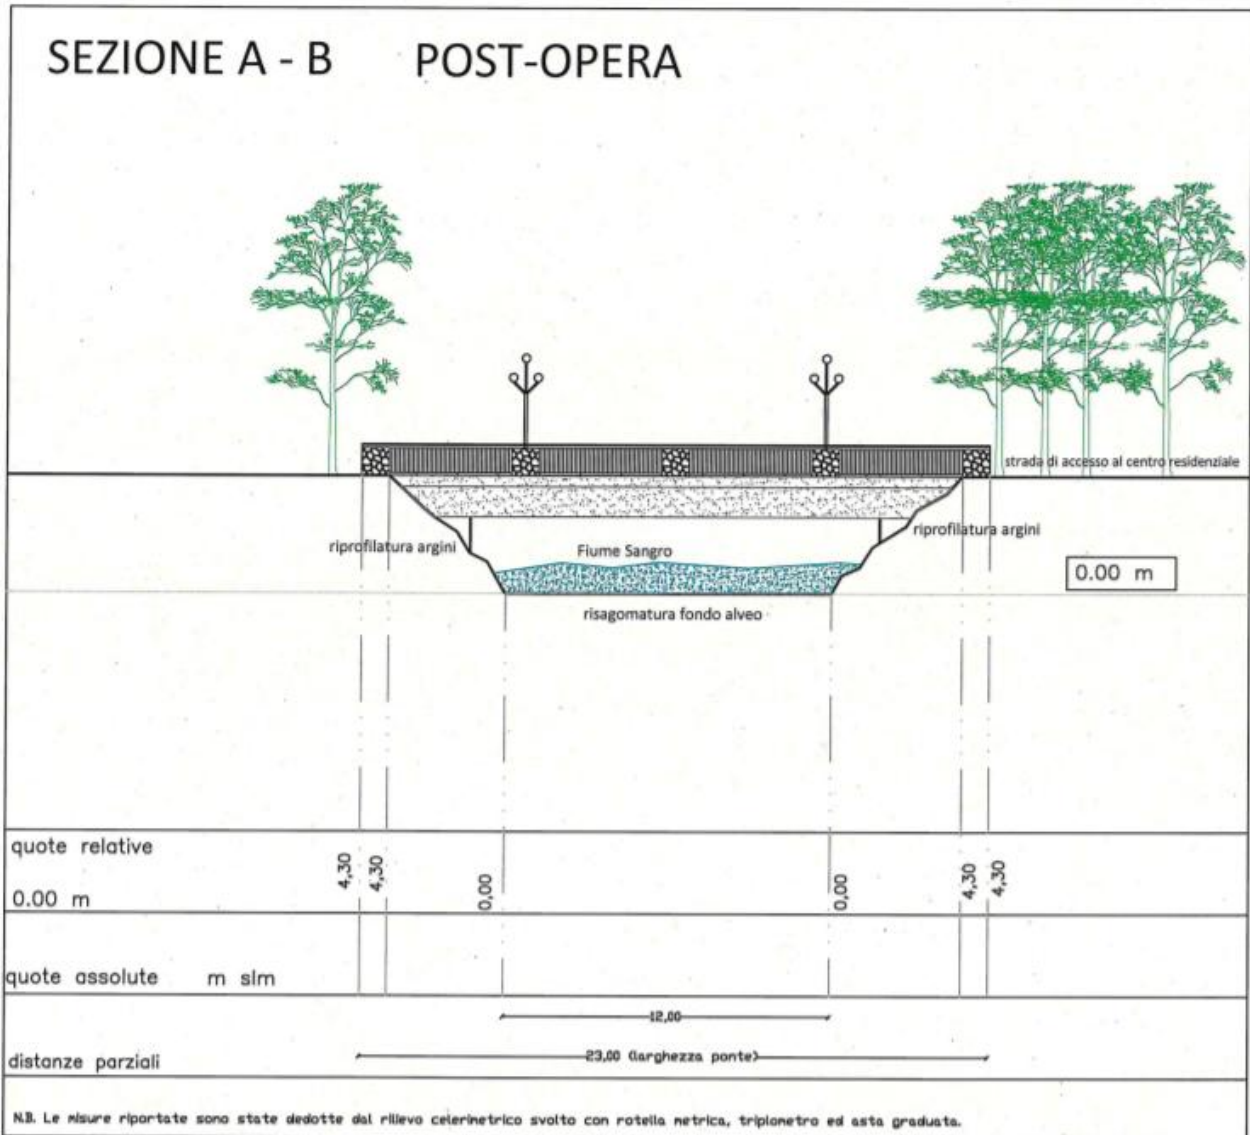 SEZIONE A - B POST-OPERA
strada di accesso al centro residenziale
riprofilatura argini
Fiume Sangro
riprofilatura argini
0.00 m
risagomatura fondo alveo
quote relative
4,30
4,30
0,00
0,00
4,30
4,30
0.00 m
quote assolute m slm
12,00
23,00 (larghezza ponte)
distanze parziali
N.B. Le misure riportate sono state dedotte dal rilievo celerimetrico svolto con rotella metrica, triplometro ed asta graduata.